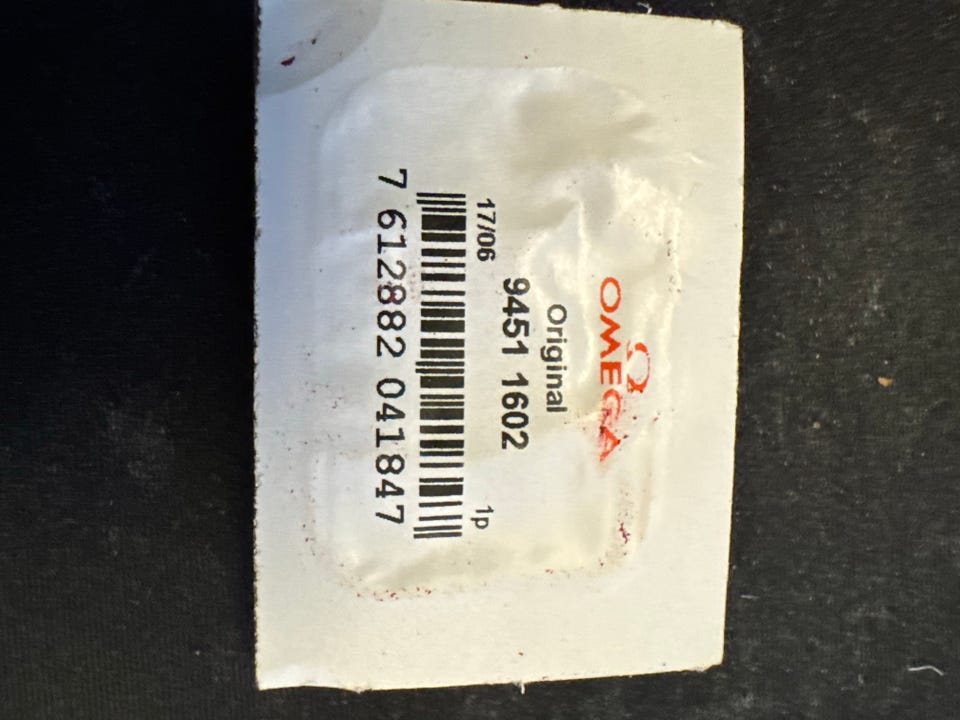 OMEGA
Original
9451 1602
17/06 1p
7 612882 041847